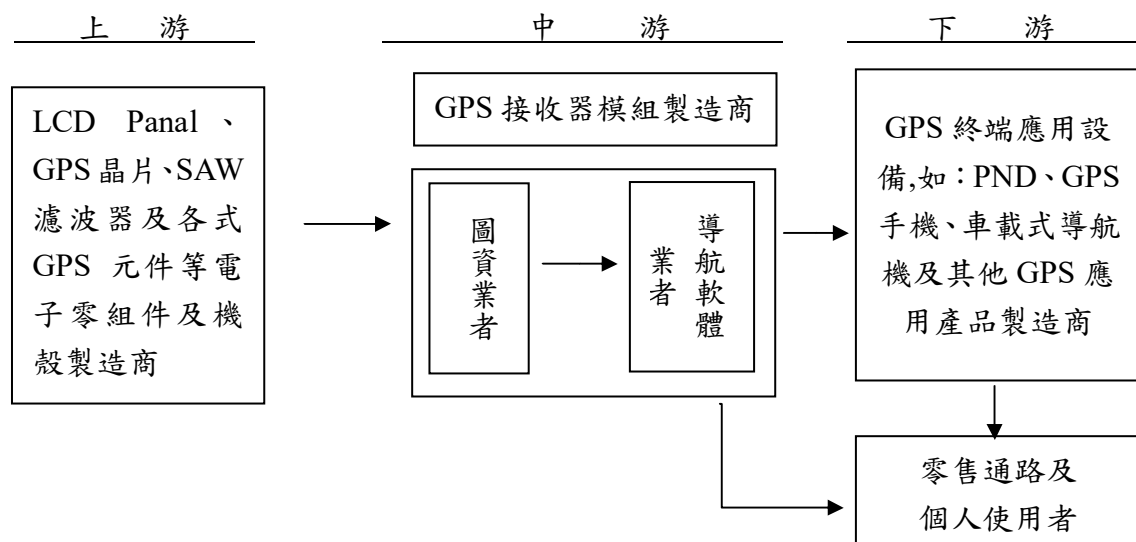 上 游
中 游
下 游
LCD Panal、
GPS 晶片、SAW
濾波器及各式
GPS 元件等電
子零組件及機
殼製造商
GPS 接收器模組製造商
圖資業者
導航軟體
業者
GPS 終端應用設
備,如：PND、GPS
手機、車載式導航
機及其他 GPS 應
用產品製造商
零售通路及
個人使用者